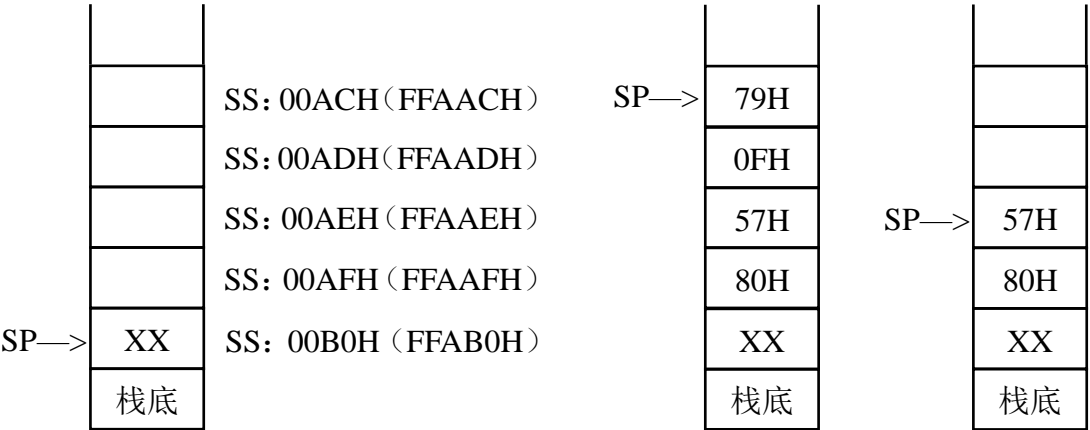 SS: 00ACH(FFAACH) SP—> 79H
SS: 00ADH(FFAADH) 0FH
SS: 00AEH(FFAAEH) 57H SP—> 57H
SS: 00AFH(FFAAFH) 80H 80H
SP—> XX SS: 00B0H(FFAB0H) XX XX
栈底 栈底 栈底